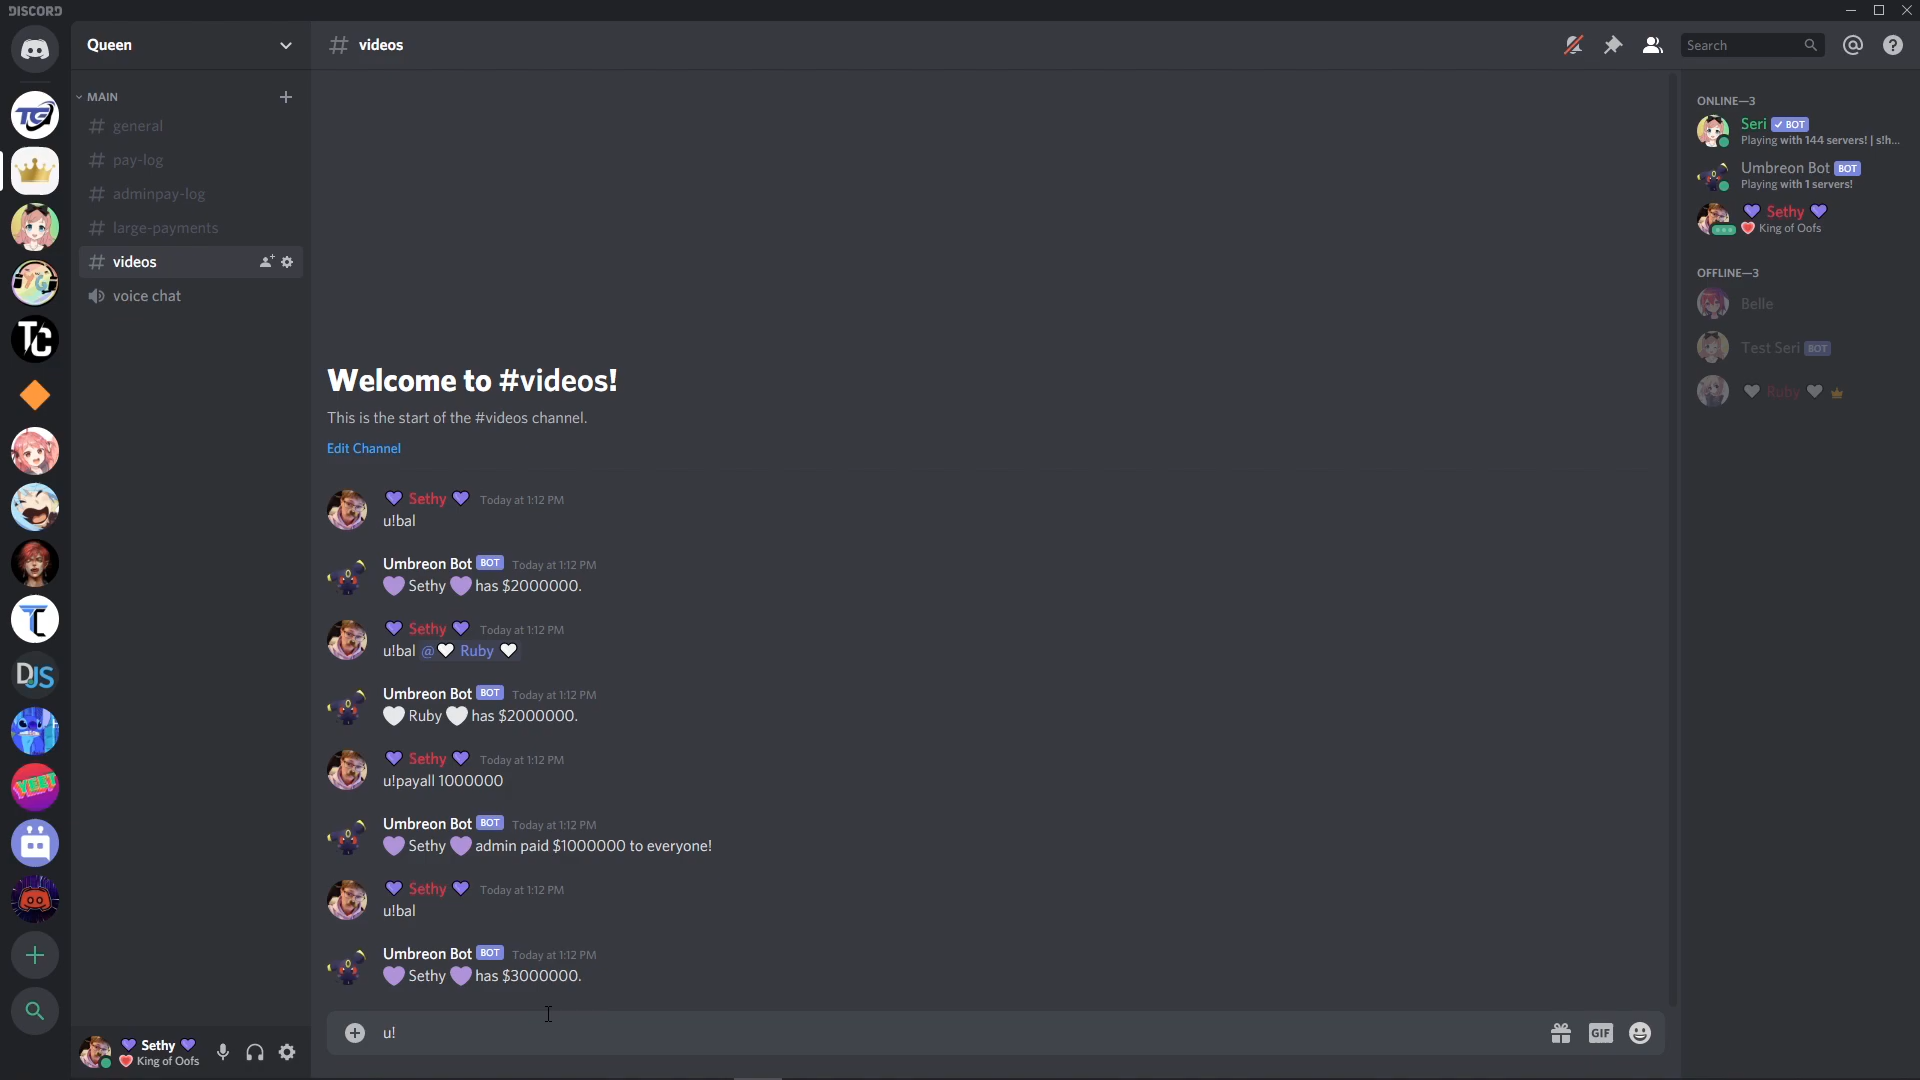 DISCORD
Queen
videos
Search
MAIN
general
pay-log
adminpay-log
large-payments
videos
voice chat
Welcome to #videos!
This is the start of the #videos channel.
Edit Channel
💜 Sethy 💜 Today at 1:12 PM
u!bal
Umbreon Bot BOT Today at 1:12 PM
💜 Sethy 💜 has $2000000.
💜 Sethy 💜 Today at 1:12 PM
u!bal @🤍 Ruby 🤍
Umbreon Bot BOT Today at 1:12 PM
🤍 Ruby 🤍 has $2000000.
💜 Sethy 💜 Today at 1:12 PM
u!payall 1000000
Umbreon Bot BOT Today at 1:12 PM
💜 Sethy 💜 admin paid $1000000 to everyone!
💜 Sethy 💜 Today at 1:12 PM
u!bal
Umbreon Bot BOT Today at 1:12 PM
💜 Sethy 💜 has $3000000.
u!
GIF
ONLINE—3
Seri ✓ BOT
Playing with 144 servers! | s!h...
Umbreon Bot BOT
Playing with 1 servers!
💜 Sethy 💜
King of Oofs
OFFLINE—3
Belle
Test Seri BOT
🤍 Ruby 🤍
💜 Sethy 💜
King of Oofs
TG
TC
TC
DJS
YEET